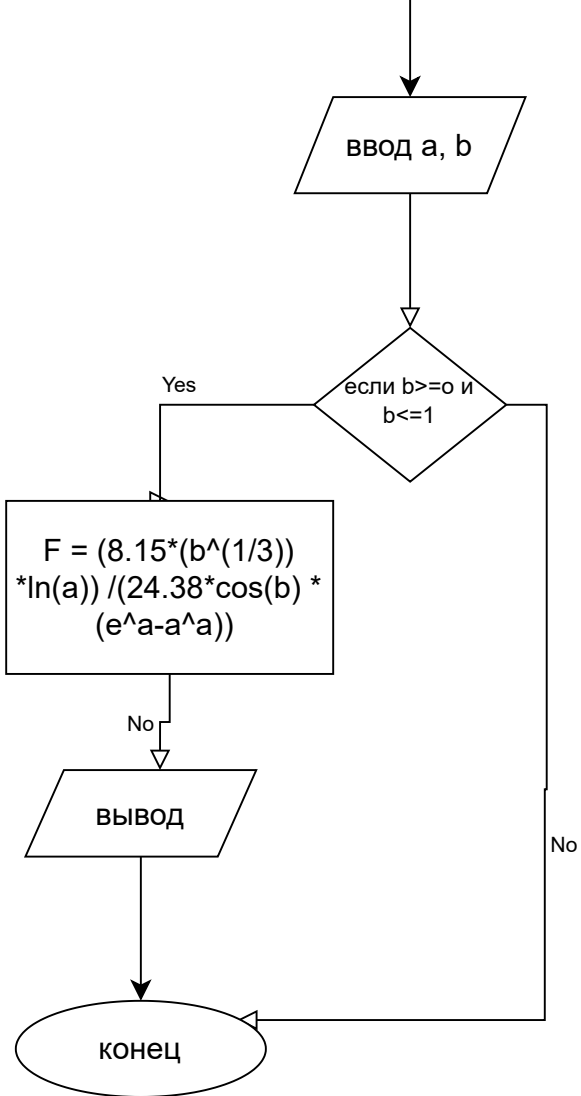 ввод a, b
если b>=o и
b<=1
Yes
F = (8.15*(b^(1/3))
*ln(a)) /(24.38*cos(b) *
(e^a-a^a))
No
вывод
No
конец